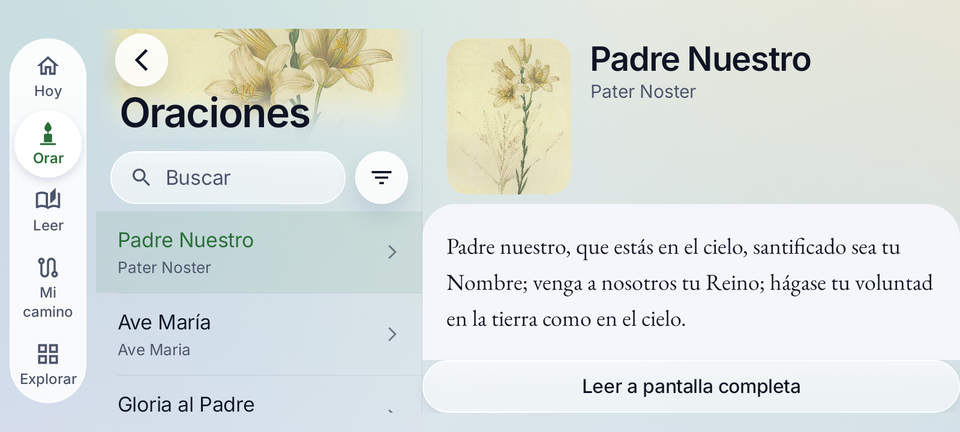 Hoy
Orar
Leer
Mi
camino
Explorar
Oraciones
Buscar
Padre Nuestro
Pater Noster
Ave María
Ave Maria
Gloria al Padre
Padre Nuestro
Pater Noster
Padre nuestro, que estás en el cielo, santificado sea tu
Nombre; venga a nosotros tu Reino; hágase tu voluntad
en la tierra como en el cielo.
Leer a pantalla completa